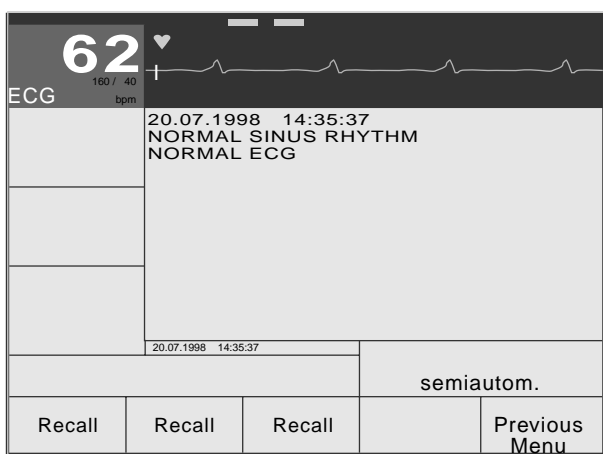 62
160 / 40
ECG bpm
20.07.1998 14:35:37
NORMAL SINUS RHYTHM
NORMAL ECG
20.07.1998 14:35:37
semiautom.
Recall Recall Recall Previous
Menu